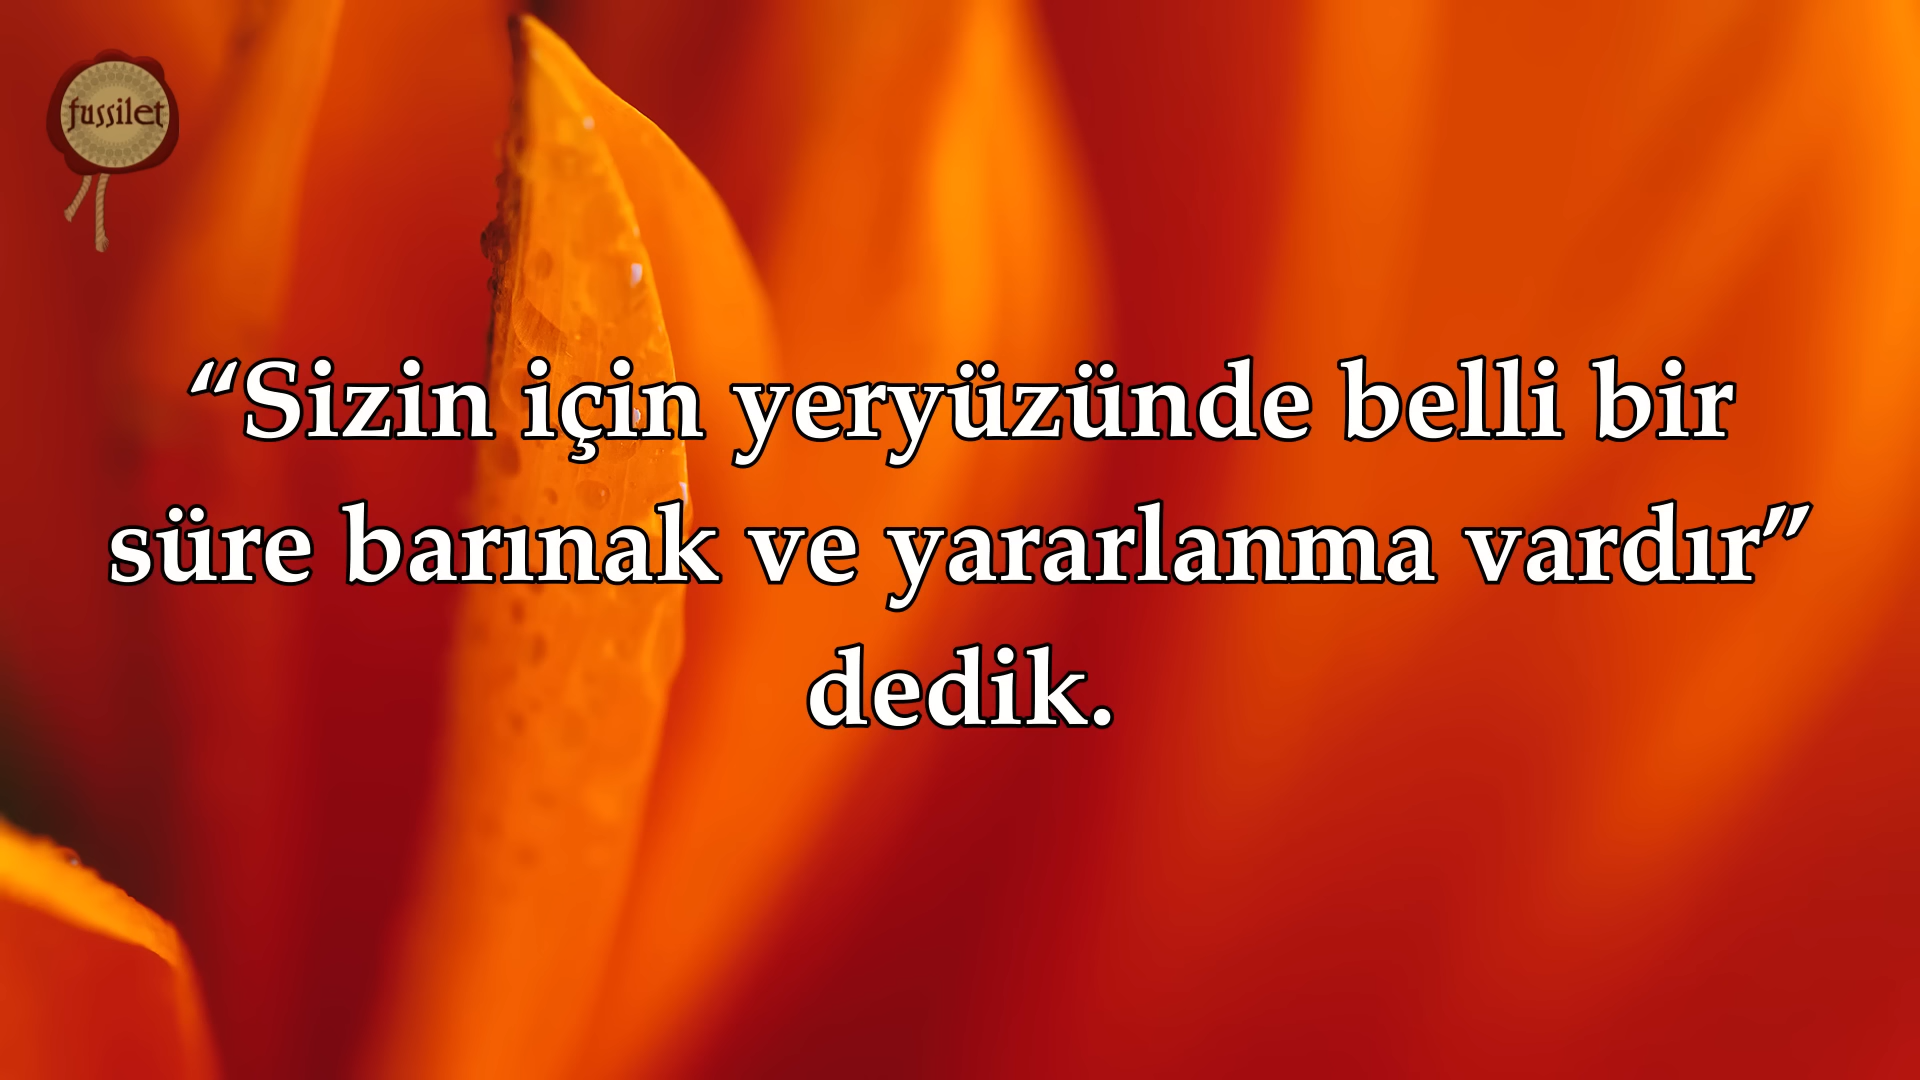 fussilet
“Sizin için yeryüzünde belli bir
süre barınak ve yararlanma vardır”
dedik.